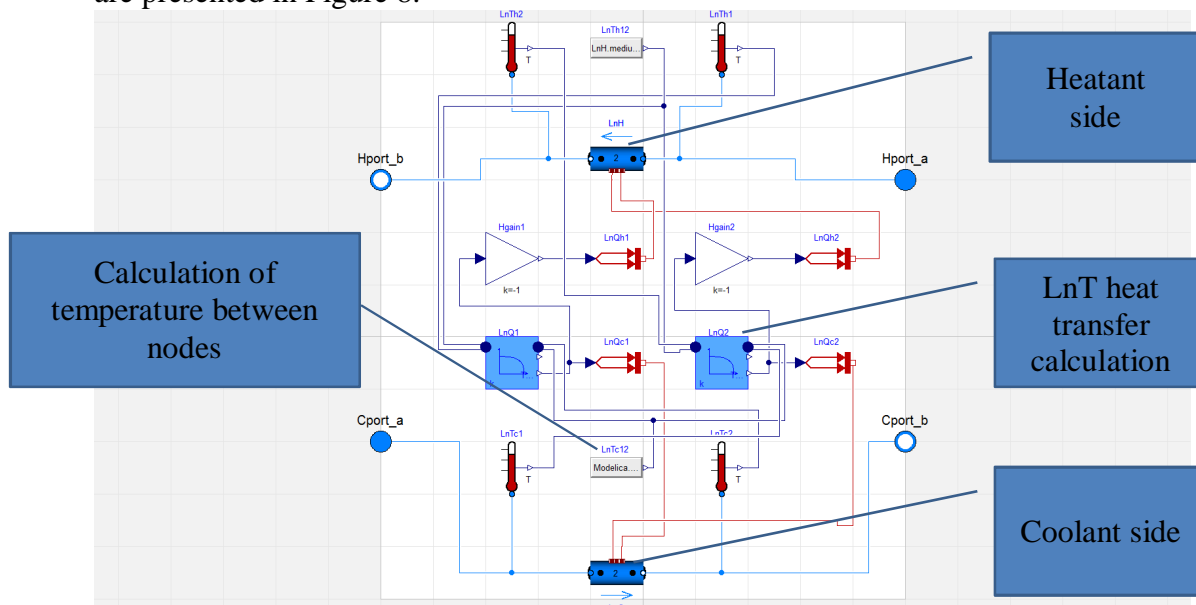 are presented in Figure 8.
LnTh2
LnTh12
LnTh1
LnH.mediu...
T
T
Heatant
side
LnH
2
Hport_b
Hport_a
Hgain1
LnQh1
Hgain2
LnQh2
k=-1
k=-1
Calculation of
temperature between
nodes
LnT heat
transfer
calculation
LnQ1
LnQc1
LnQ2
LnQc2
k
k
Cport_a
Cport_b
LnTc1
LnTc12
LnTc2
Modelica....
T
T
Coolant side
2